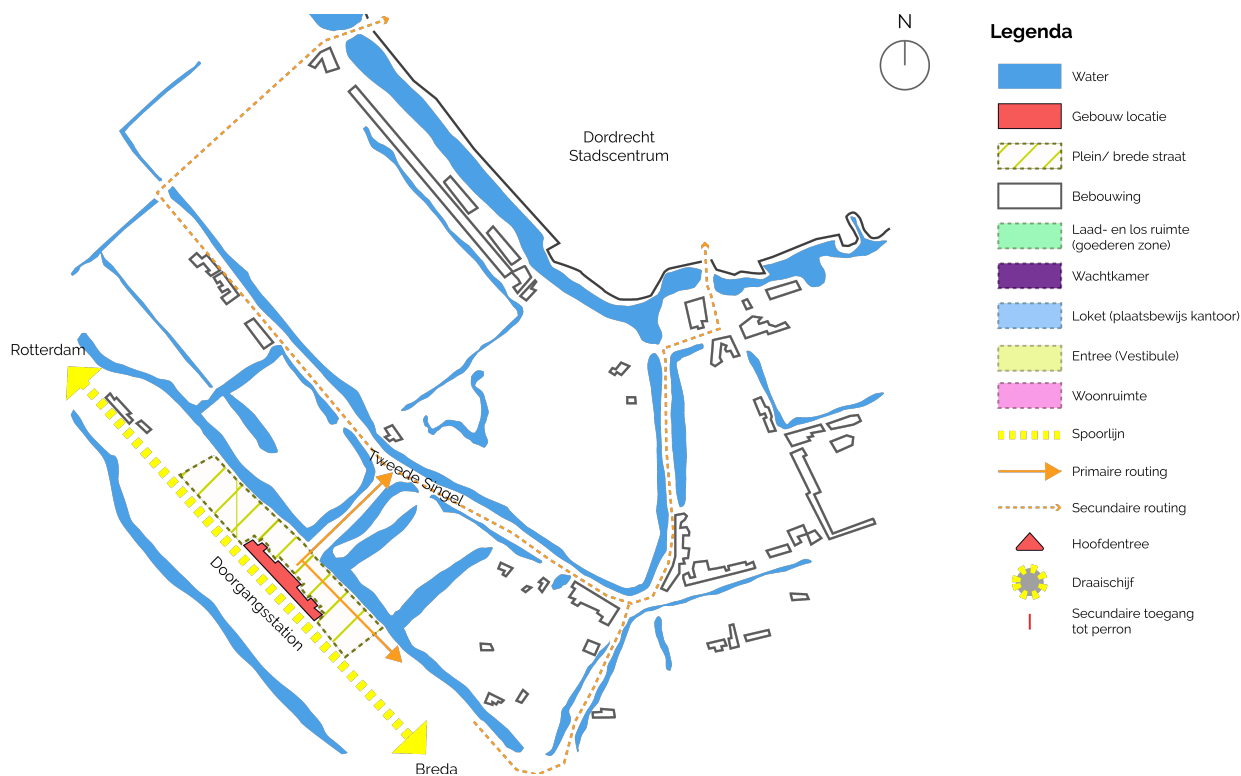 N
Dordrecht
Stadscentrum
Rotterdam
Tweede Singel
Doorgangsstation
Breda
Legenda
Water
Gebouw locatie
Plein/ brede straat
Bebouwing
Laad- en los ruimte
(goederen zone)
Wachtkamer
Loket (plaatsbewijs kantoor)
Entree (Vestibule)
Woonruimte
Spoorlijn
Primaire routing
Secundaire routing
Hoofdentree
Draaischijf
Secundaire toegang
tot perron